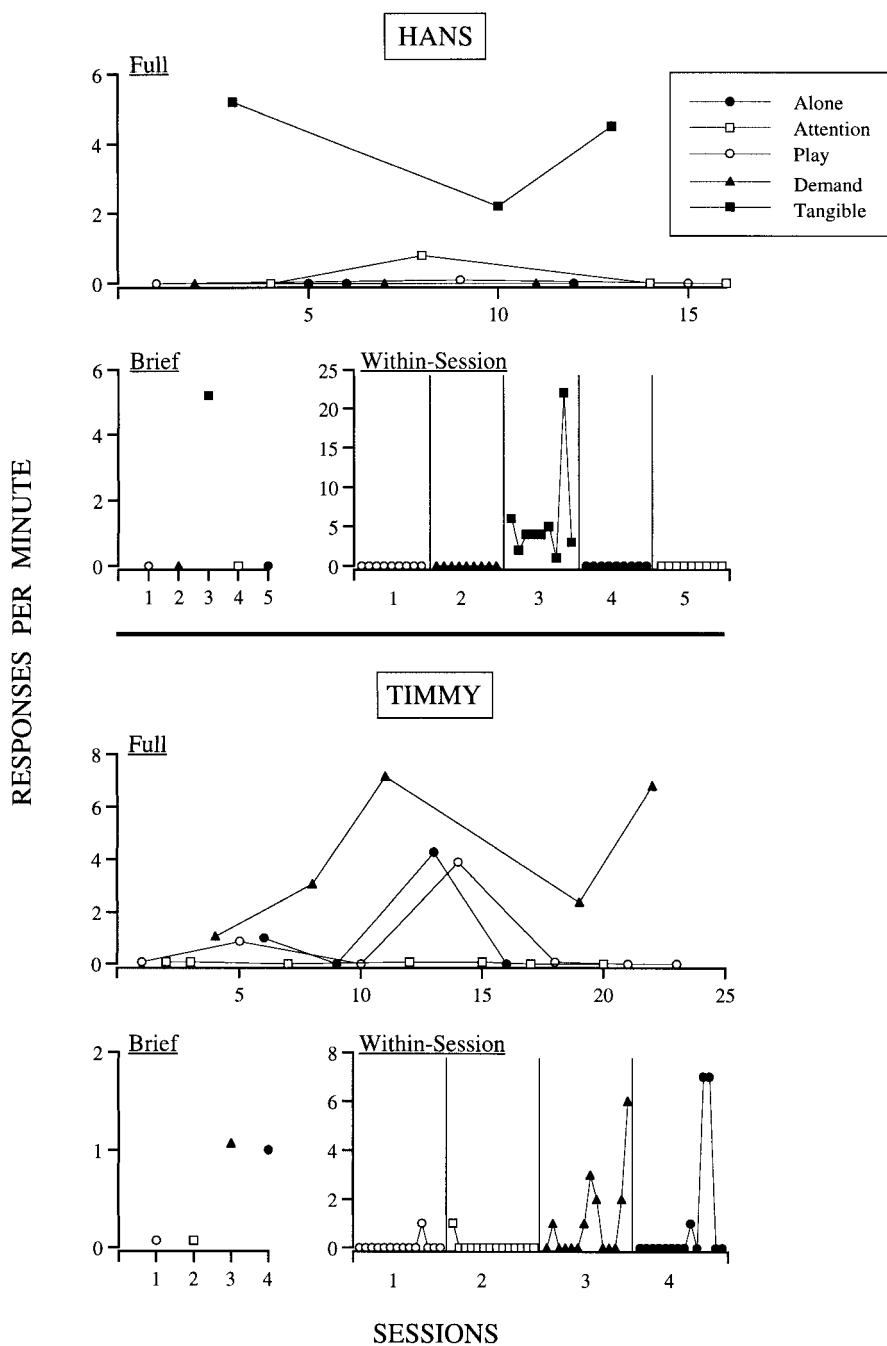 HANS
Full
6
4
2
0
5
10
15
Alone
Attention
Play
Demand
Tangible
Brief
6
4
2
0
1 2 3 4 5
Within-Session
25
20
15
10
5
0
1 2 3 4 5
RESPONSES PER MINUTE
TIMMY
Full
8
6
4
2
0
5 10 15 20 25
Brief
2
1
0
1 2 3 4
Within-Session
8
6
4
2
0
1 2 3 4
SESSIONS